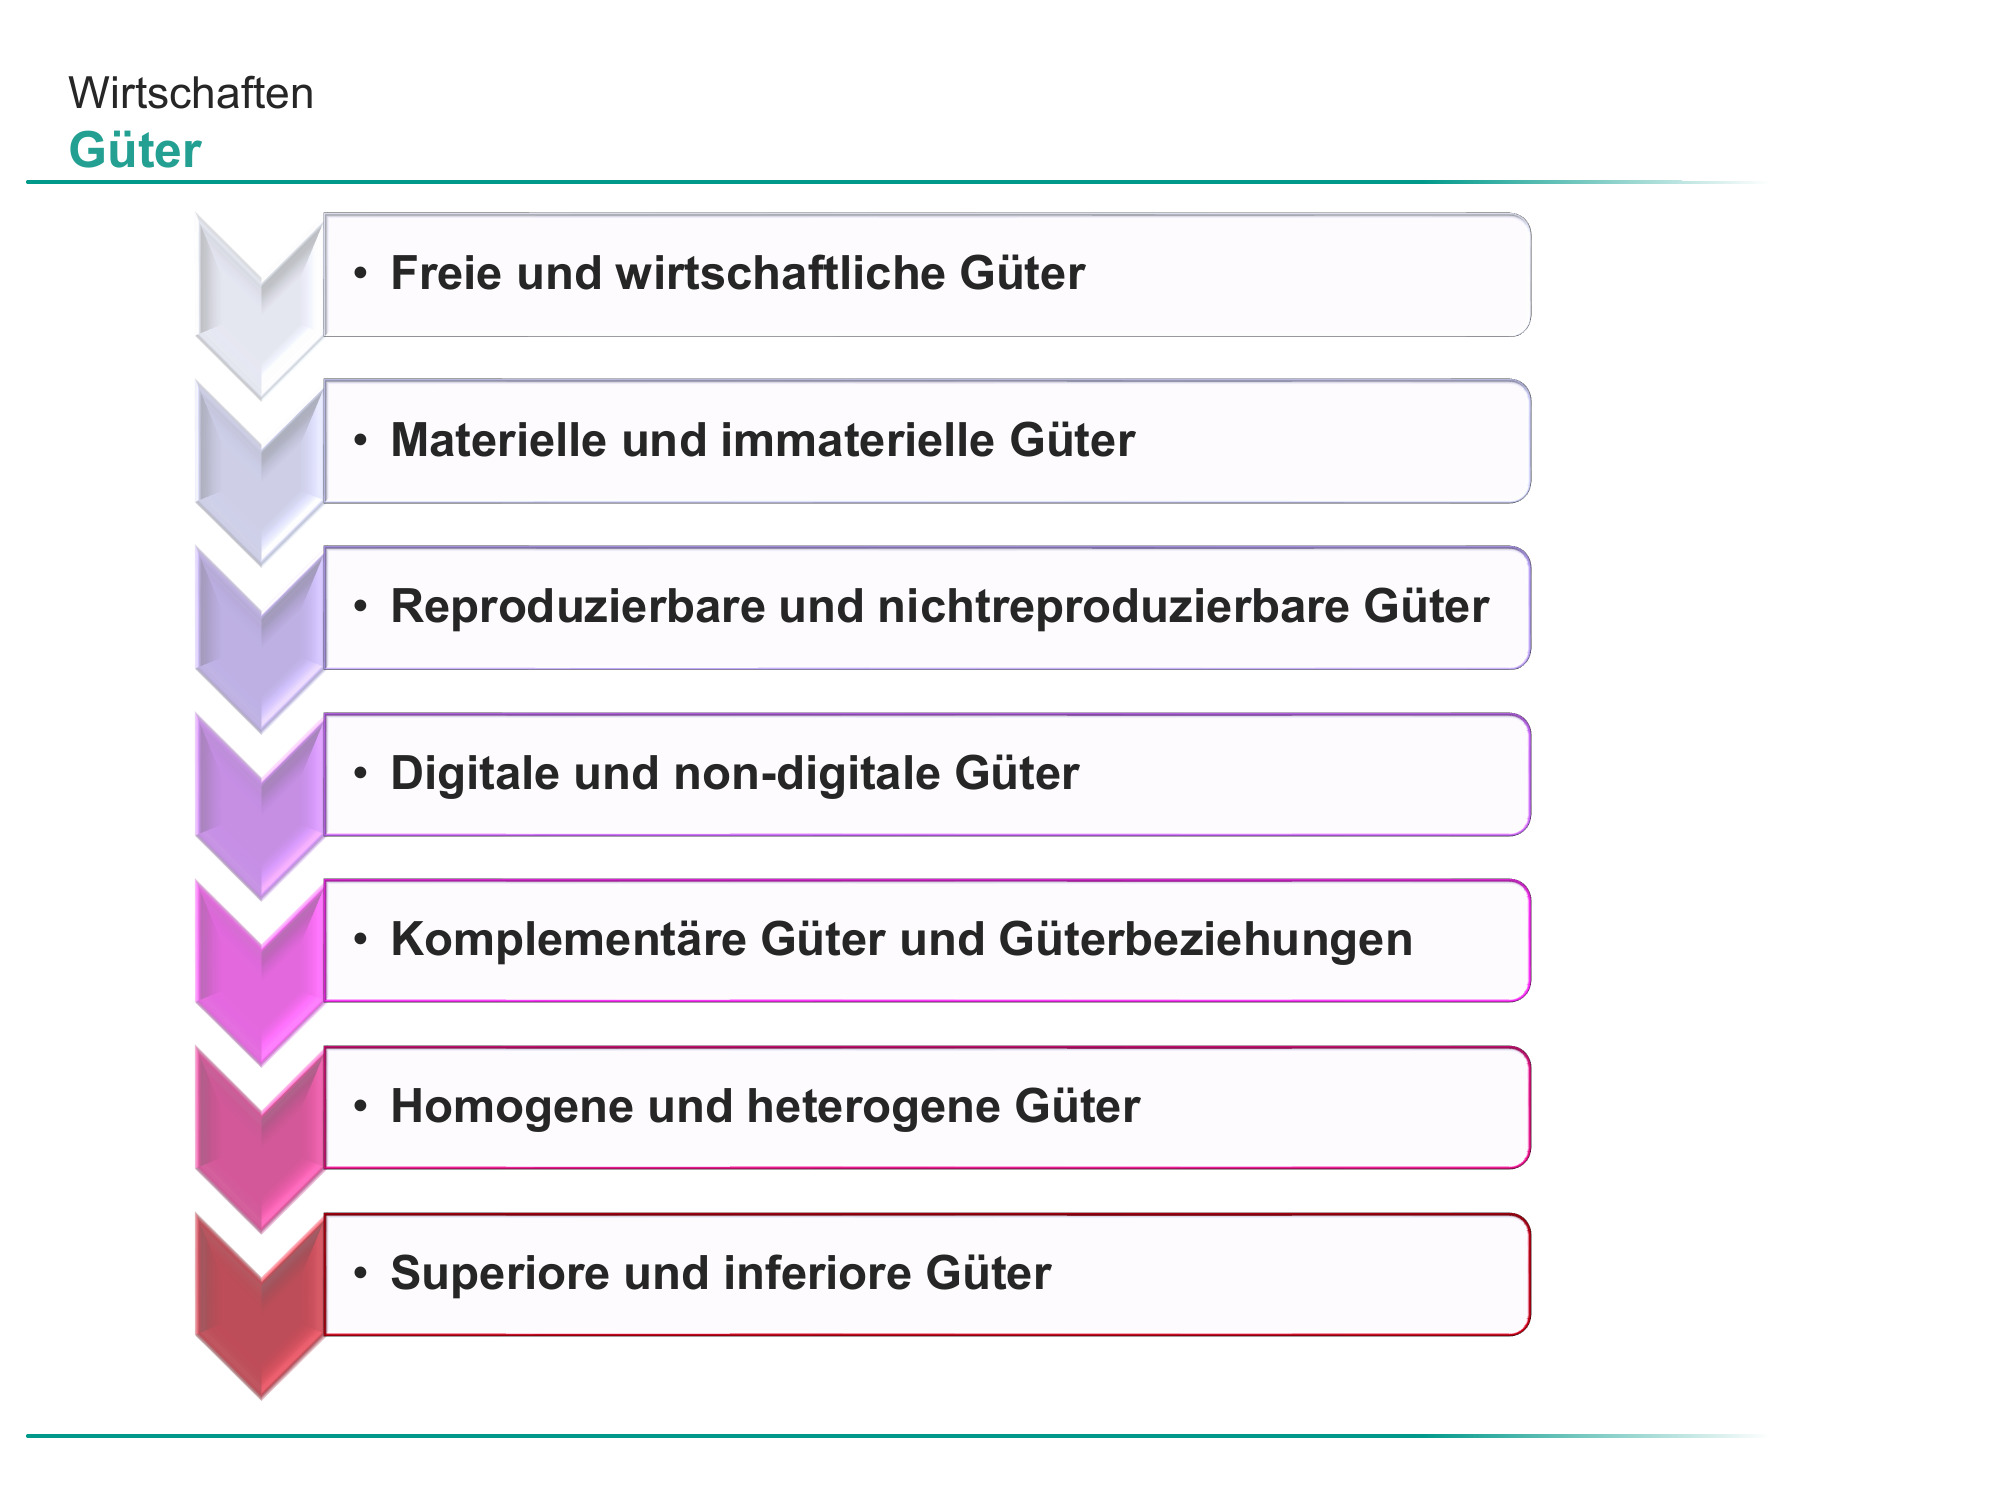 Wirtschaften
Güter
• Freie und wirtschaftliche Güter
• Materielle und immaterielle Güter
• Reproduzierbare und nichtreproduzierbare Güter
• Digitale und non-digitale Güter
• Komplementäre Güter und Güterbeziehungen
• Homogene und heterogene Güter
• Superiore und inferiore Güter